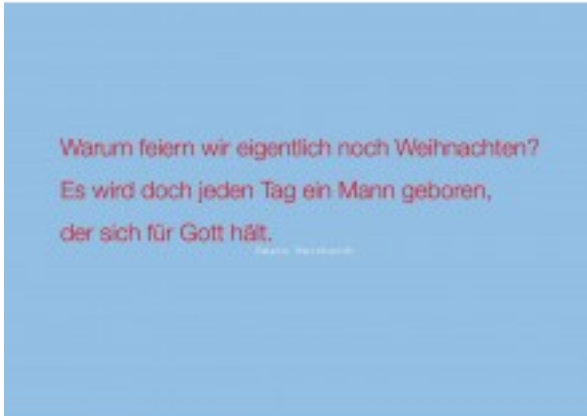 Warum feiern wir eigentlich noch Weihnachten?
Es wird doch jeden Tag ein Mann geboren,
der sich für Gott hält.